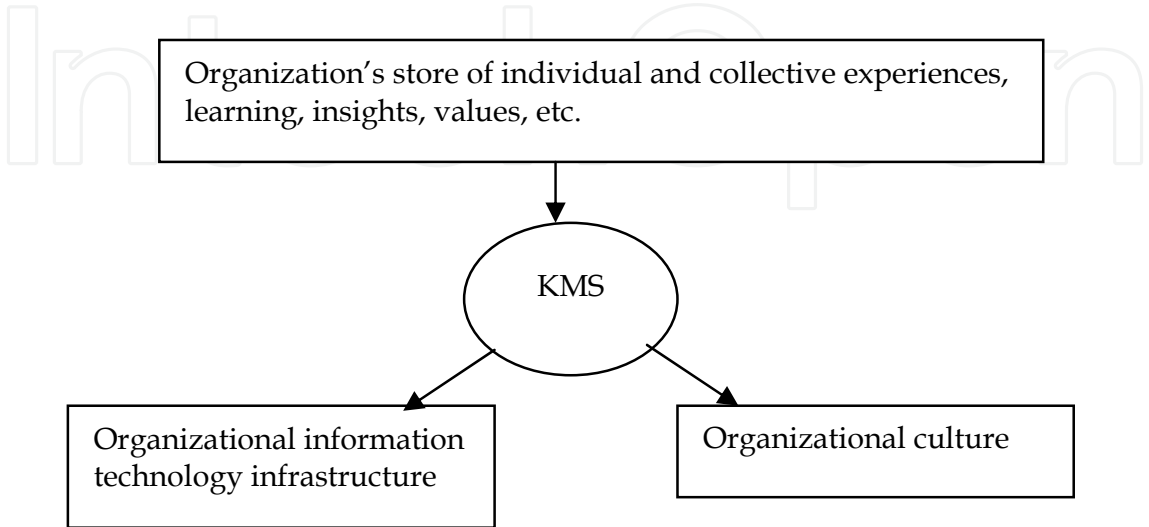 Organization’s store of individual and collective experiences,
learning, insights, values, etc.
KMS
Organizational information
technology infrastructure
Organizational culture